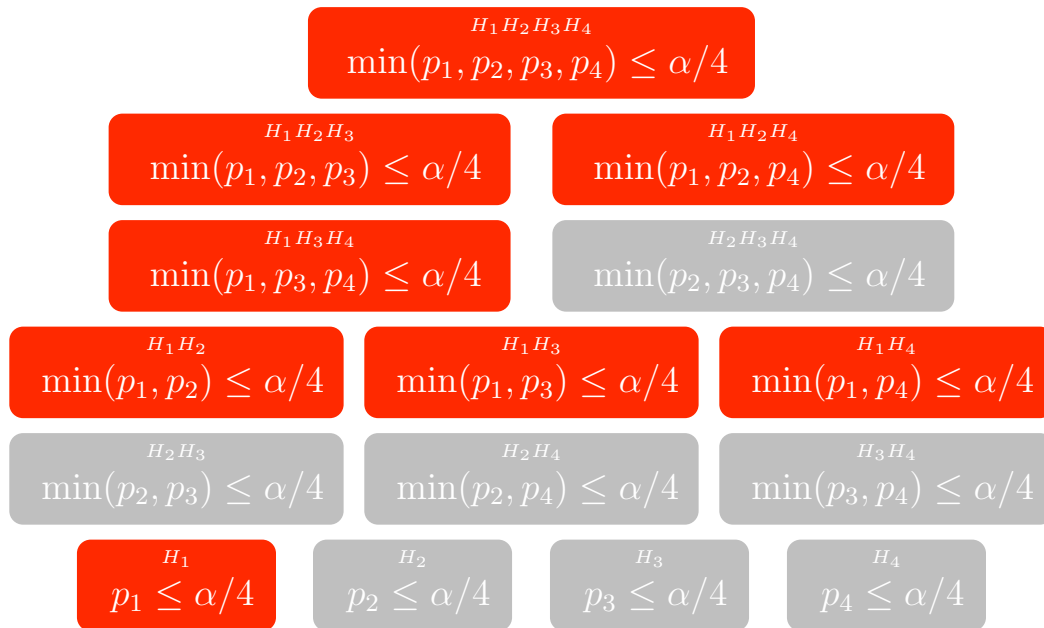 H₁H₂H₃H₄
min(p₁, p₂, p₃, p₄) ≤ α/4
H₁H₂H₃
min(p₁, p₂, p₃) ≤ α/4
H₁H₂H₄
min(p₁, p₂, p₄) ≤ α/4
H₁H₃H₄
min(p₁, p₃, p₄) ≤ α/4
H₂H₃H₄
min(p₂, p₃, p₄) ≤ α/4
H₁H₂
min(p₁, p₂) ≤ α/4
H₁H₃
min(p₁, p₃) ≤ α/4
H₁H₄
min(p₁, p₄) ≤ α/4
H₂H₃
min(p₂, p₃) ≤ α/4
H₂H₄
min(p₂, p₄) ≤ α/4
H₃H₄
min(p₃, p₄) ≤ α/4
H₁
p₁ ≤ α/4
H₂
p₂ ≤ α/4
H₃
p₃ ≤ α/4
H₄
p₄ ≤ α/4